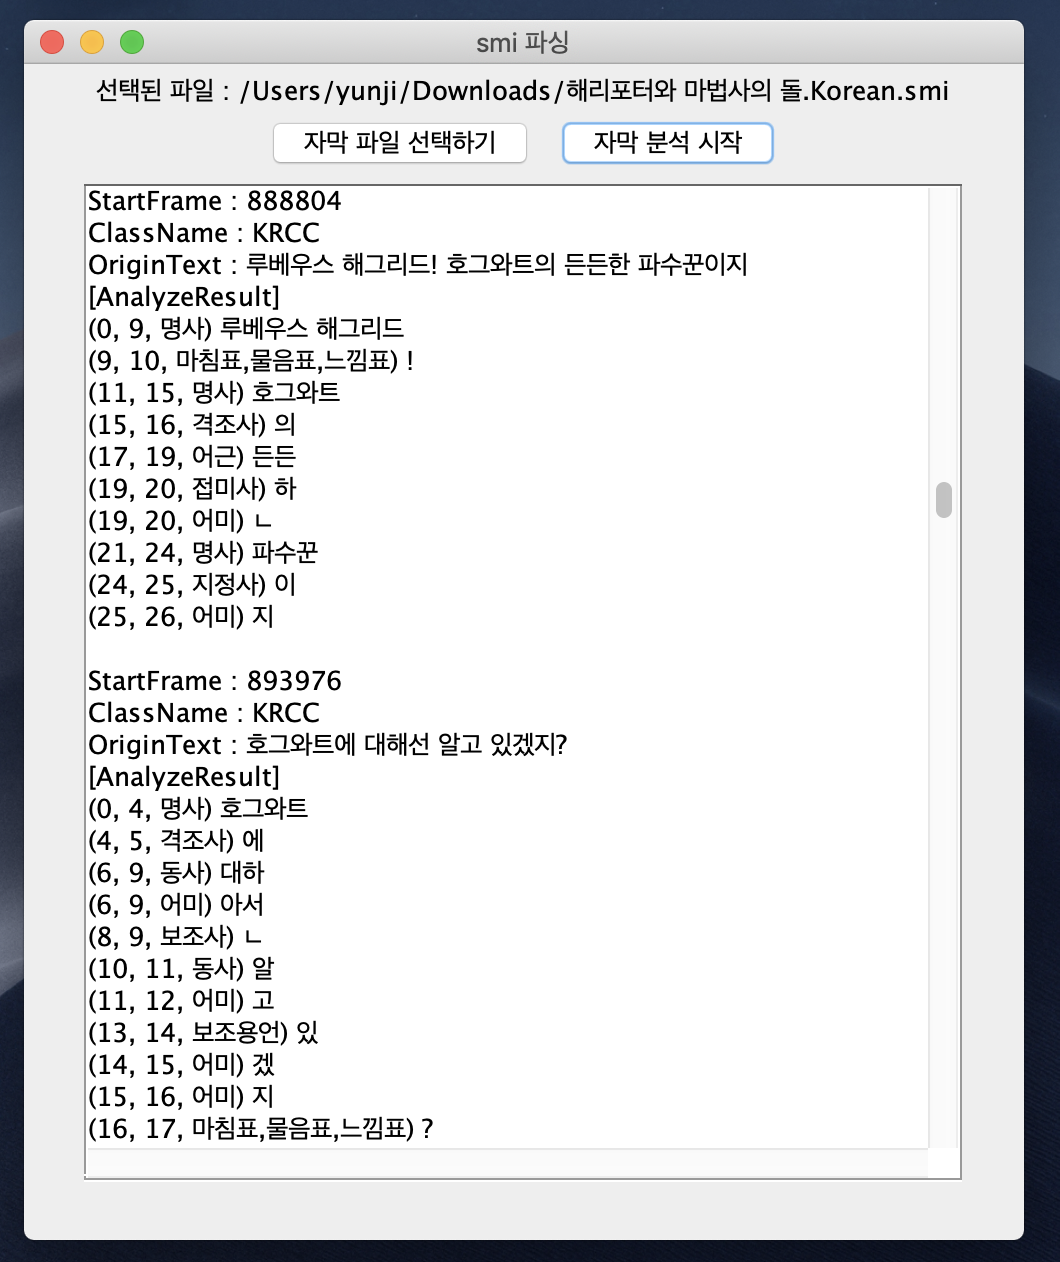 smi 파싱
선택된 파일 : /Users/yunji/Downloads/해리포터와 마법사의 돌.Korean.smi
자막 파일 선택하기 자막 분석 시작
StartFrame : 888804
ClassName : KRCC
OriginText : 루베우스 해그리드! 호그와트의 든든한 파수꾼이지
[AnalyzeResult]
(0, 9, 명사) 루베우스 해그리드
(9, 10, 마침표,물음표,느낌표) !
(11, 15, 명사) 호그와트
(15, 16, 격조사) 의
(17, 19, 어근) 든든
(19, 20, 접미사) 하
(19, 20, 어미) ㄴ
(21, 24, 명사) 파수꾼
(24, 25, 지정사) 이
(25, 26, 어미) 지
StartFrame : 893976
ClassName : KRCC
OriginText : 호그와트에 대해선 알고 있겠지?
[AnalyzeResult]
(0, 4, 명사) 호그와트
(4, 5, 격조사) 에
(6, 9, 동사) 대하
(6, 9, 어미) 아서
(8, 9, 보조사) ㄴ
(10, 11, 동사) 알
(11, 12, 어미) 고
(13, 14, 보조용언) 있
(14, 15, 어미) 겠
(15, 16, 어미) 지
(16, 17, 마침표,물음표,느낌표) ?